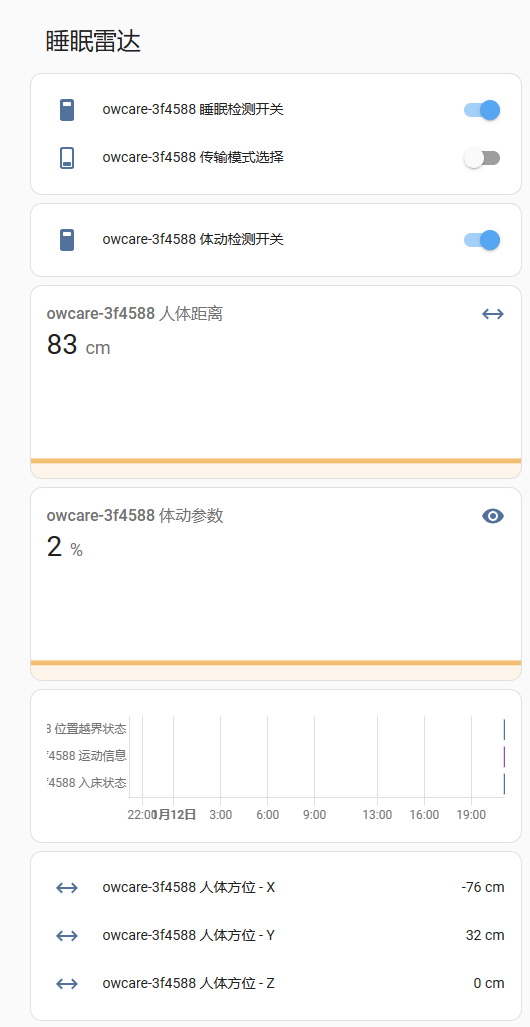 睡眠雷达
owcare-3f4588 睡眠检测开关
owcare-3f4588 传输模式选择
owcare-3f4588 体动检测开关
owcare-3f4588 人体距离
83 cm
owcare-3f4588 体动参数
2 %
8 位置越界状态
4588 运动信息
4588 入床状态
22:00 1月12日 3:00 6:00 9:00 13:00 16:00 19:00
owcare-3f4588 人体方位 - X -76 cm
owcare-3f4588 人体方位 - Y 32 cm
owcare-3f4588 人体方位 - Z 0 cm